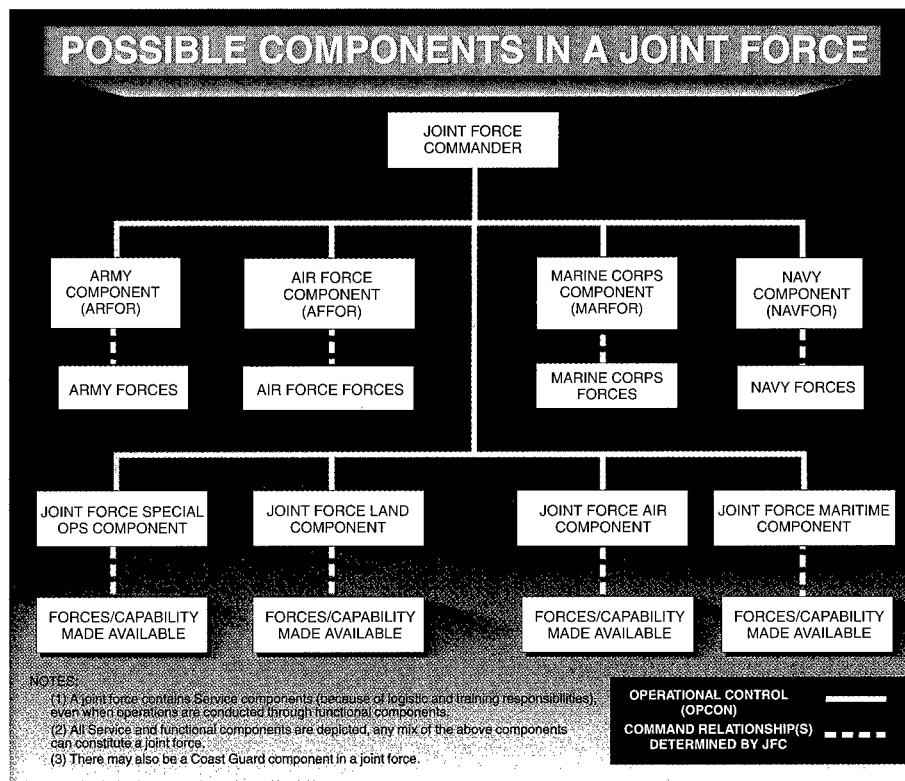 POSSIBLE COMPONENTS IN A JOINT FORCE
JOINT FORCE
COMMANDER
ARMY
COMPONENT
(ARFOR)
AIR FORCE
COMPONENT
(AFFOR)
MARINE CORPS
COMPONENT
(MARFOR)
NAVY
COMPONENT
(NAVFOR)
ARMY FORCES
AIR FORCE FORCES
MARINE CORPS
FORCES
NAVY FORCES
JOINT FORCE SPECIAL
OPS COMPONENT
JOINT FORCE LAND
COMPONENT
JOINT FORCE AIR
COMPONENT
JOINT FORCE MARITIME
COMPONENT
FORCES/CAPABILITY
MADE AVAILABLE
FORCES/CAPABILITY
MADE AVAILABLE
FORCES/CAPABILITY
MADE AVAILABLE
FORCES/CAPABILITY
MADE AVAILABLE
NOTES:
(1) A joint force contains Service components (because of logistic and training responsibilities),
even when operations are conducted through functional components.
(2) All Service and functional components are depicted, any mix of the above components
can constitute a joint force.
(3) There may also be a Coast Guard component in a joint force.
OPERATIONAL CONTROL
(OPCON)
COMMAND RELATIONSHIP(S)
DETERMINED BY JFC